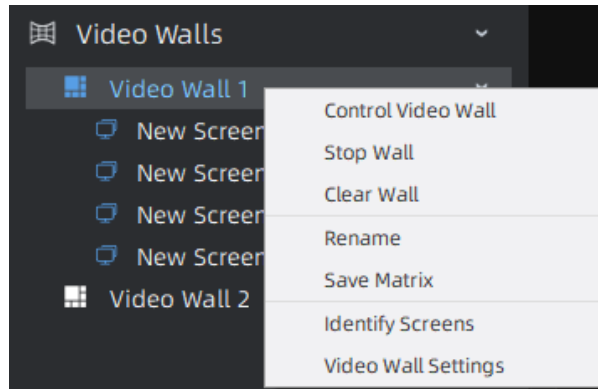 Video Walls
Video Wall 1
New Screen
New Screen
New Screen
New Screen
Video Wall 2
Control Video Wall
Stop Wall
Clear Wall
Rename
Save Matrix
Identify Screens
Video Wall Settings